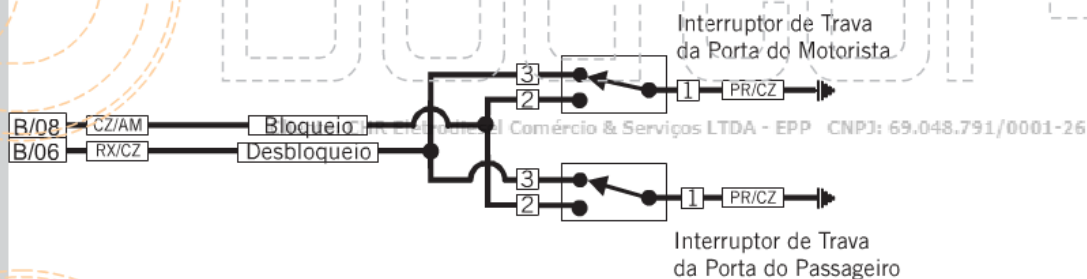 Interruptor de Trava
da Porta do Motorista
3
1 PR/CZ
2
B/08 CZ/AM Bloqueio
CHR Eletrodiesel Comércio & Serviços LTDA - EPP CNPJ: 69.048.791/0001-26
B/06 RX/CZ Desbloqueio
3
1 PR/CZ
2
Interruptor de Trava
da Porta do Passageiro